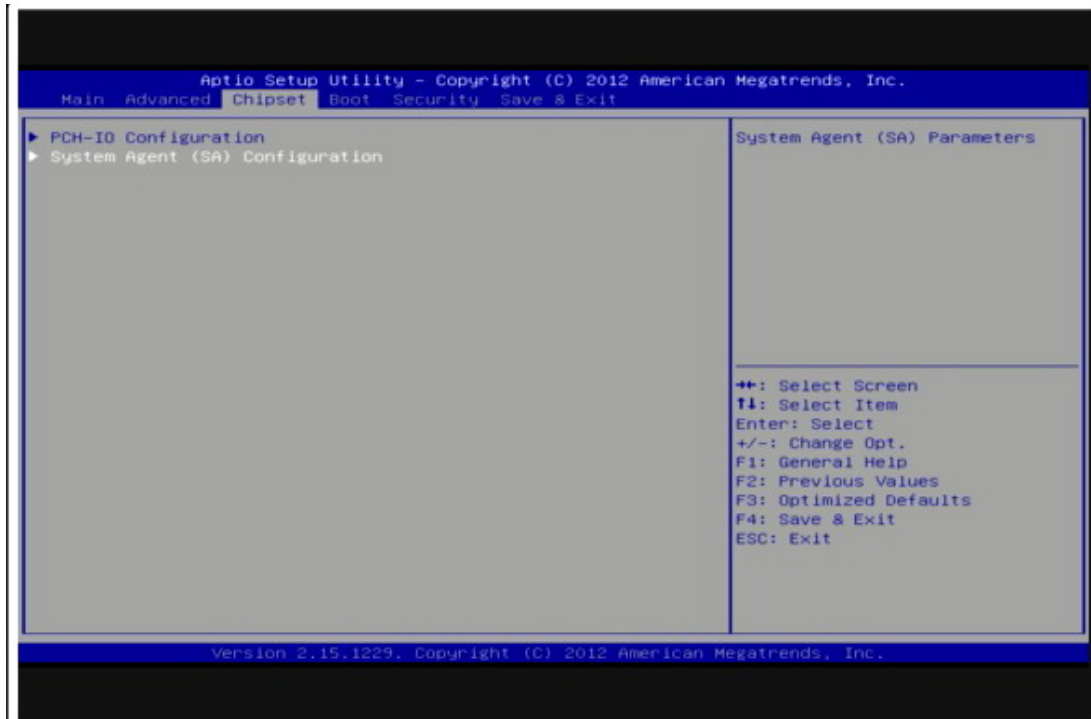 Aptio Setup Utility – Copyright (C) 2012 American Megatrends, Inc.
Main Advanced Chipset Boot Security Save & Exit
▶ PCH-IO Configuration
▶ System Agent (SA) Configuration
System Agent (SA) Parameters
→←: Select Screen
↑↓: Select Item
Enter: Select
+/-: Change Opt.
F1: General Help
F2: Previous Values
F3: Optimized Defaults
F4: Save & Exit
ESC: Exit
Version 2.15.1229. Copyright (C) 2012 American Megatrends, Inc.